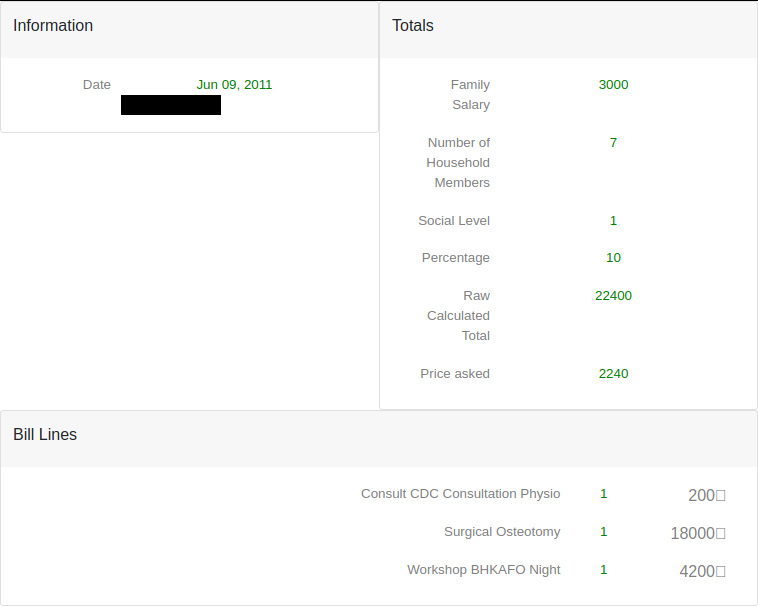 Information
Date Jun 09, 2011
Totals
Family 3000
Salary
Number of 7
Household
Members
Social Level 1
Percentage 10
Raw 22400
Calculated
Total
Price asked 2240
Bill Lines
Consult CDC Consultation Physio 1 200
Surgical Osteotomy 1 18000
Workshop BHKAFO Night 1 4200